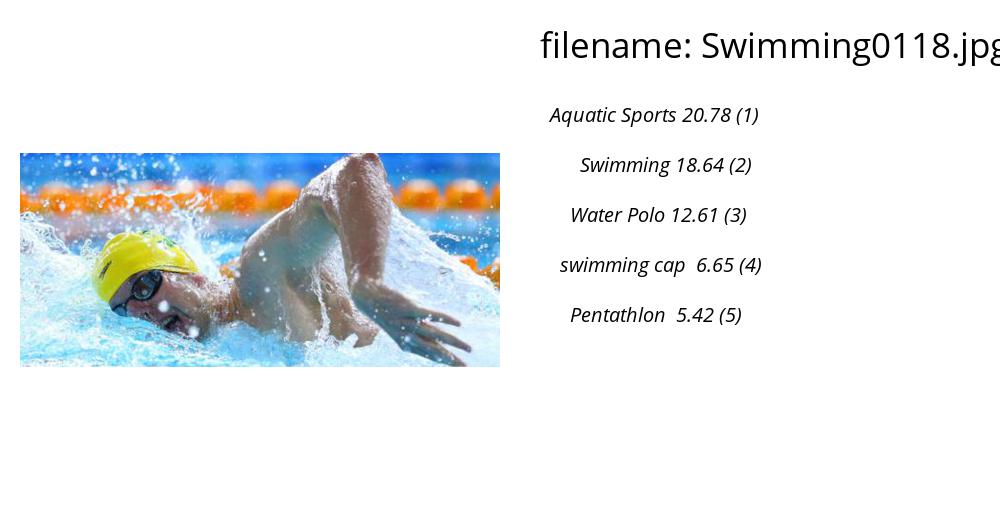 filename: Swimming0118.jpg
Aquatic Sports 20.78 (1)
Swimming 18.64 (2)
Water Polo 12.61 (3)
swimming cap 6.65 (4)
Pentathlon 5.42 (5)